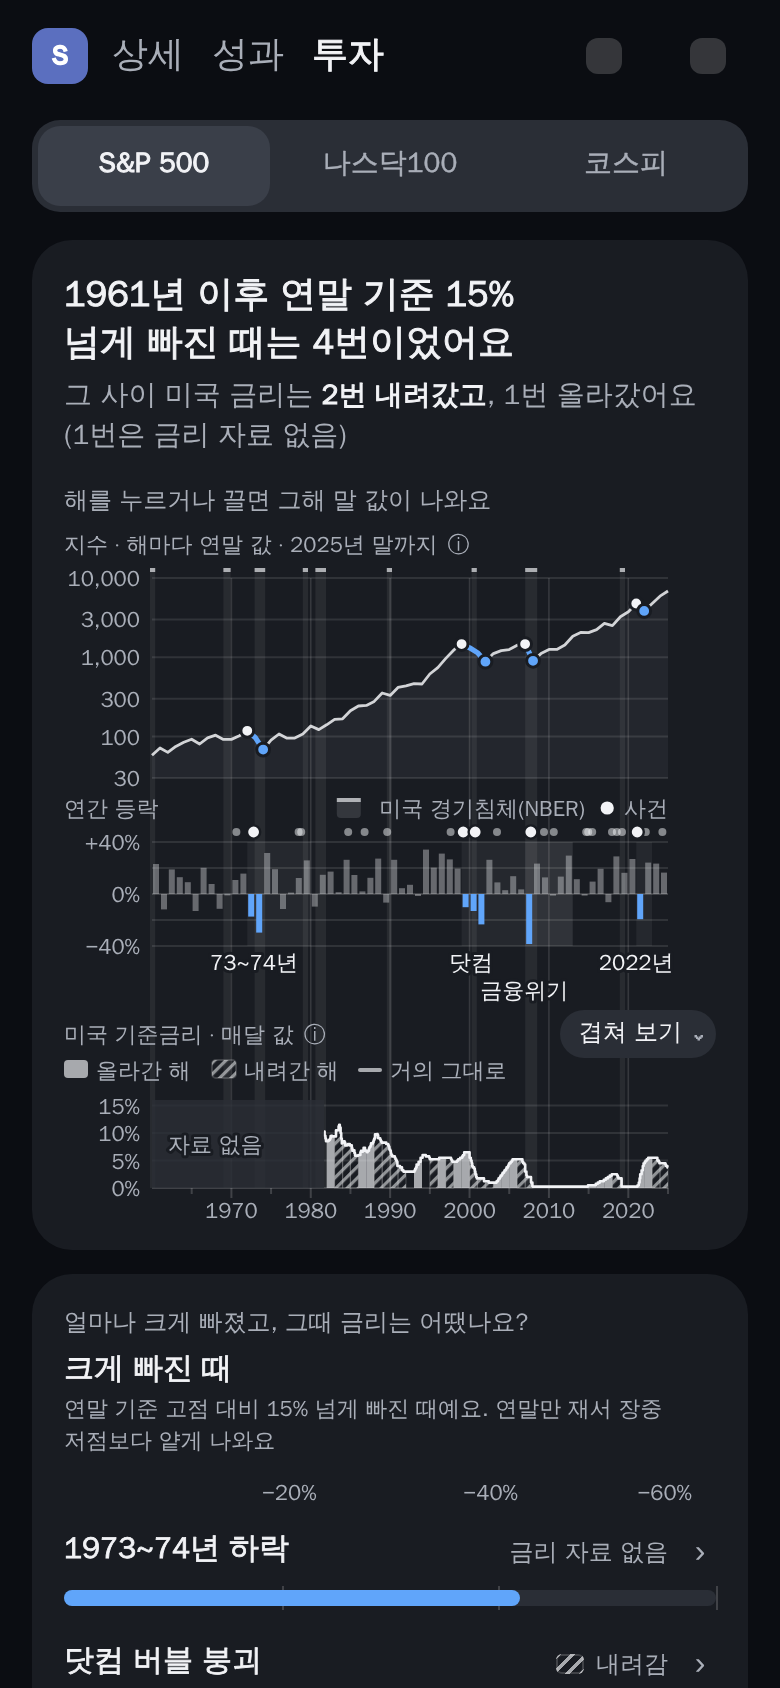 S 상세 성과 투자
S&P 500 나스닥100 코스피
1961년 이후 연말 기준 15%
넘게 빠진 때는 4번이었어요
그 사이 미국 금리는 2번 내려갔고, 1번 올라갔어요
(1번은 금리 자료 없음)
해를 누르거나 끌면 그해 말 값이 나와요
지수 · 해마다 연말 값 · 2025년 말까지 ⓘ
10,000
3,000
1,000
300
100
30
연간 등락 미국 경기침체(NBER) 사건
+40%
0%
−40%
73~74년 닷컴 2022년
금융위기
미국 기준금리 · 매달 값 ⓘ 겹쳐 보기
올라간 해 내려간 해 거의 그대로
15%
10%
자료 없음
5%
0%
1970 1980 1990 2000 2010 2020
얼마나 크게 빠졌고, 그때 금리는 어땠나요?
크게 빠진 때
연말 기준 고점 대비 15% 넘게 빠진 때예요. 연말만 재서 장중
저점보다 얕게 나와요
−20% −40% −60%
1973~74년 하락 금리 자료 없음 ›
닷컴 버블 붕괴 내려감 ›